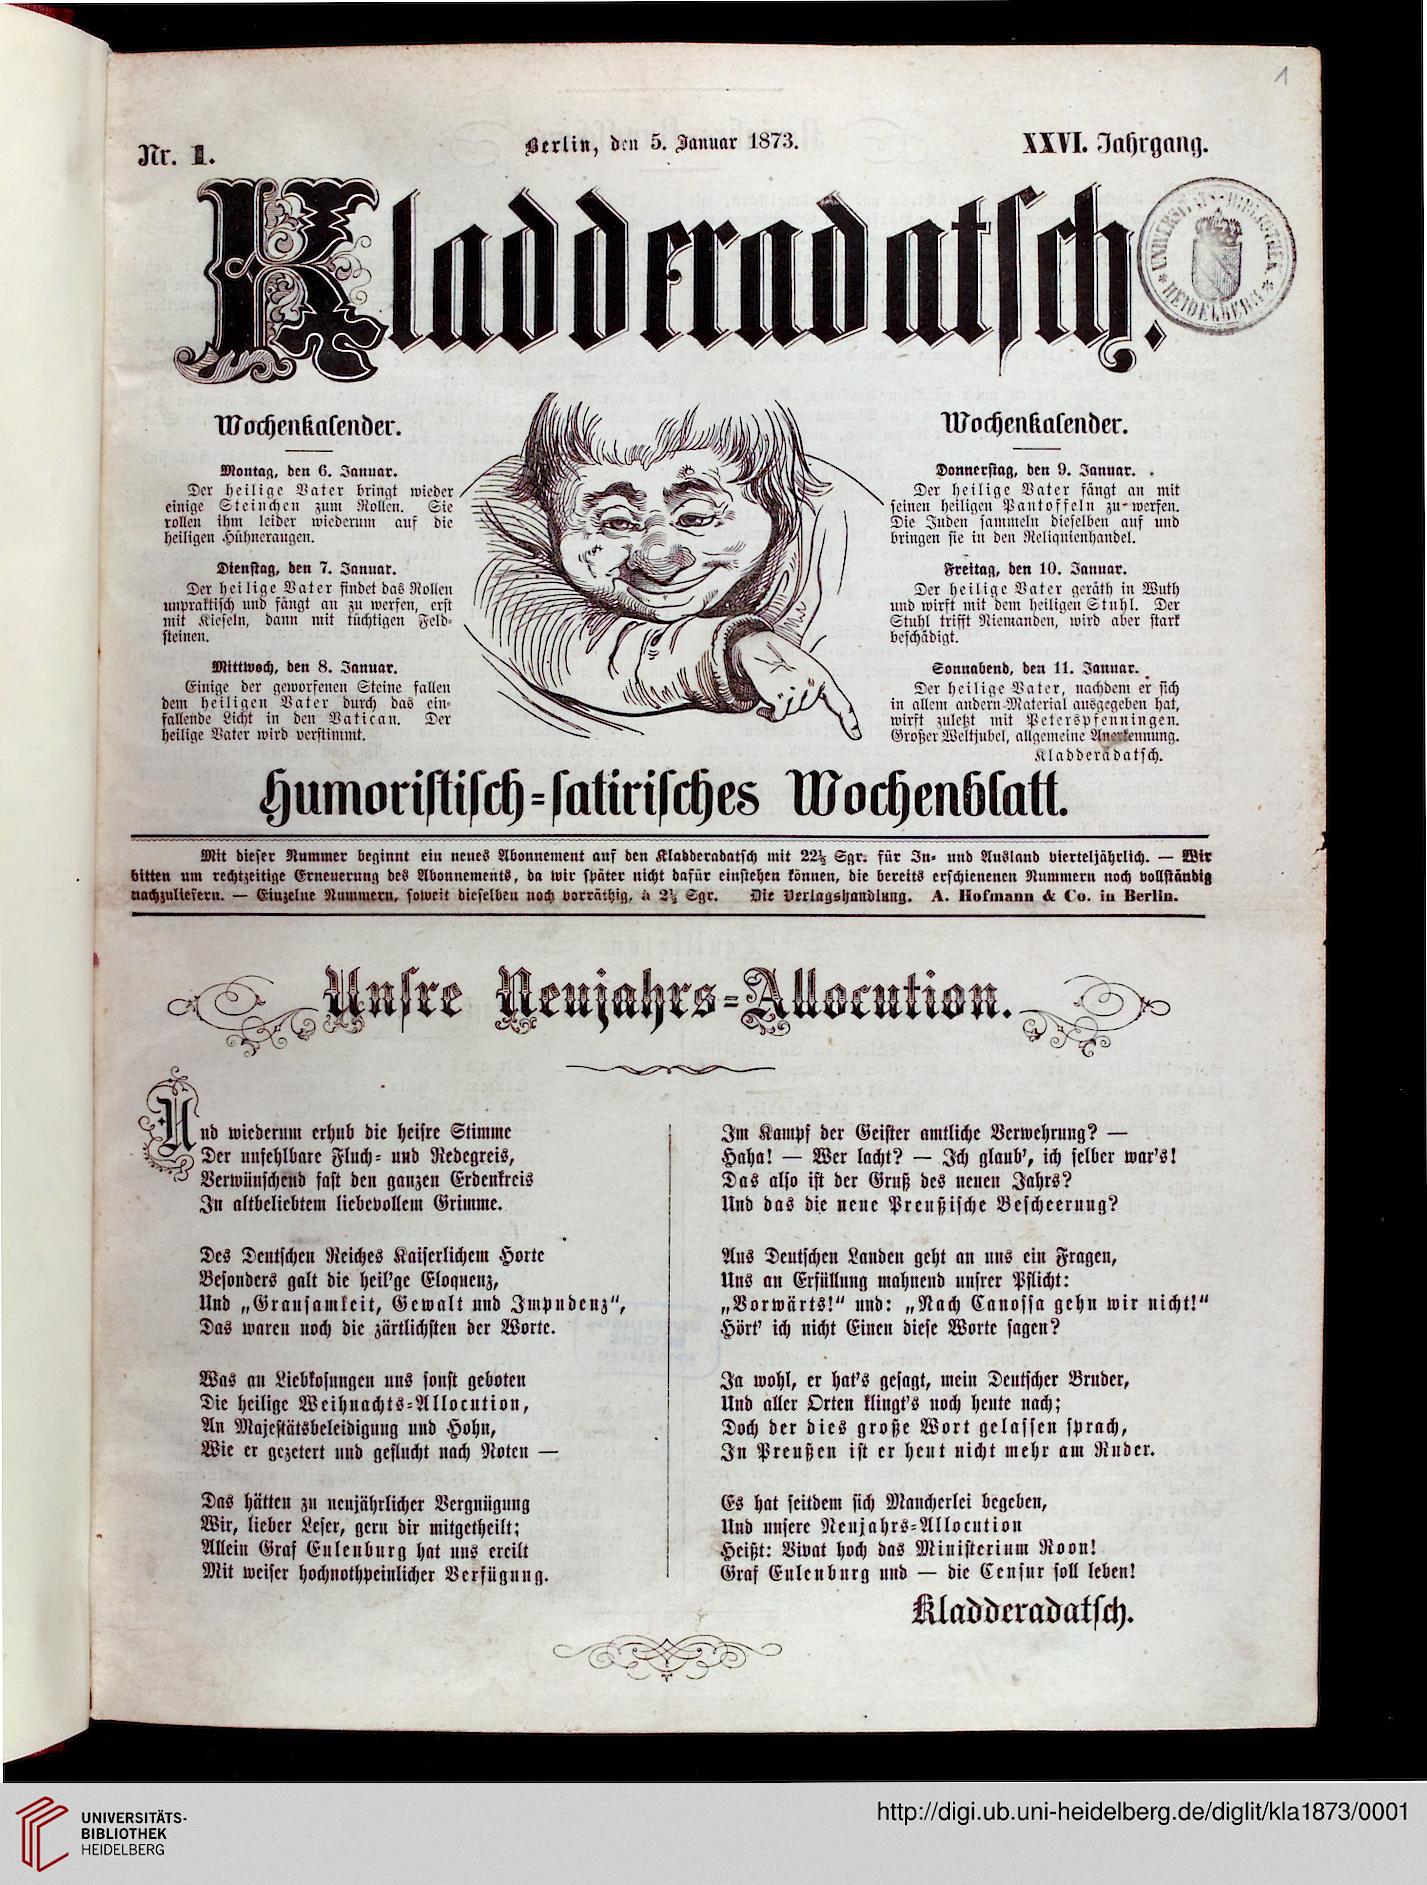 1
Nr. 1.
Berlin, den 5. Januar 1873.
XXVI. Jahrgang.
Kladderadatsch.
UNIVERSITÄTS-BIBLIOTHEK
* HEIDELBERG *
Wochenkalender.
Montag, den 6. Januar.
Der heilige Vater bringt wieder
einige Steinchen zum Rollen. Sie
rollen ihm leider wiederum auf die
heiligen Hühneraugen.
Dienstag, den 7. Januar.
Der heilige Vater findet das Rollen
unpraktisch und fängt an zu werfen, erst
mit Kieseln, dann mit tüchtigen Feld-
steinen.
Mittwoch, den 8. Januar.
Einige der geworfenen Steine fallen
dem heiligen Vater durch das ein-
fallende Licht in den Vatican. Der
heilige Vater wird verstimmt.
Wochenkalender.
Donnerstag, den 9. Januar.
Der heilige Vater fängt an mit
seinen heiligen Pantoffeln zu werfen.
Die Juden sammeln dieselben auf und
bringen sie in den Reliquienhandel.
Freitag, den 10. Januar.
Der heilige Vater geräth in Wuth
und wirft mit dem heiligen Stuhl. Der
Stuhl trifft Niemanden, wird aber stark
beschädigt.
Sonnabend, den 11. Januar.
Der heilige Vater, nachdem er sich
in allem andern Material ausgegeben hat,
wirft zuletzt mit Peterspfenningen.
Großer Weltjubel, allgemeine Anerkennung.
Kladderadatsch.
Humoristisch-satirisches Wochenblatt.
Mit dieser Nummer beginnt ein neues Abonnement auf den Kladderadatsch mit 22½ Sgr. für In- und Ausland vierteljährlich. — Wir
bitten um rechtzeitige Erneuerung des Abonnements, da wir später nicht dafür einstehen können, die bereits erschienenen Nummern noch vollständig
nachzuliefern. — Einzelne Nummern, soweit dieselben noch vorräthig, à 2½ Sgr. Die Verlagshandlung. A. Hofmann & Co. in Berlin.
Unsre Neujahrs-Allocution.
Und wiederum erhub die heisre Stimme
Der unfehlbare Fluch- und Redegreis,
Verwünschend fast den ganzen Erdenkreis
In altbeliebtem liebevollem Grimme.
Des Deutschen Reiches Kaiserlichem Horte
Besonders galt die heil'ge Eloquenz,
Und „Grausamkeit, Gewalt und Impudenz",
Das waren noch die zärtlichsten der Worte.
Was an Liebkosungen uns sonst geboten
Die heilige Weihnachts-Allocution,
An Majestätsbeleidigung und Hohn,
Wie er gezetert und geflucht nach Noten —
Das hätten zu neujährlicher Vergnügung
Wir, lieber Leser, gern dir mitgetheilt;
Allein Graf Eulenburg hat uns ereilt
Mit weiser hochnothpeinlicher Verfügung.
Im Kampf der Geister amtliche Verwehrung? —
Haha! — Wer lacht? — Ich glaub', ich selber war's!
Das also ist der Gruß des neuen Jahrs?
Und das die neue Preußische Bescheerung?
Aus Deutschen Landen geht an uns ein Fragen,
Uns an Erfüllung mahnend unsrer Pflicht:
„Vorwärts!" und: „Nach Canossa gehn wir nicht!"
Hört' ich nicht Einen diese Worte sagen?
Ja wohl, er hat's gesagt, mein Deutscher Bruder,
Und aller Orten klingt's noch heute nach;
Doch der dies große Wort gelassen sprach,
In Preußen ist er heut nicht mehr am Ruder.
Es hat seitdem sich Mancherlei begeben,
Und unsere Neujahrs-Allocution
Heißt: Vivat hoch das Ministerium Roon!
Graf Eulenburg und — die Censur soll leben!
Kladderadatsch.
UNIVERSITÄTS-
BIBLIOTHEK
HEIDELBERG
http://digi.ub.uni-heidelberg.de/diglit/kla1873/0001